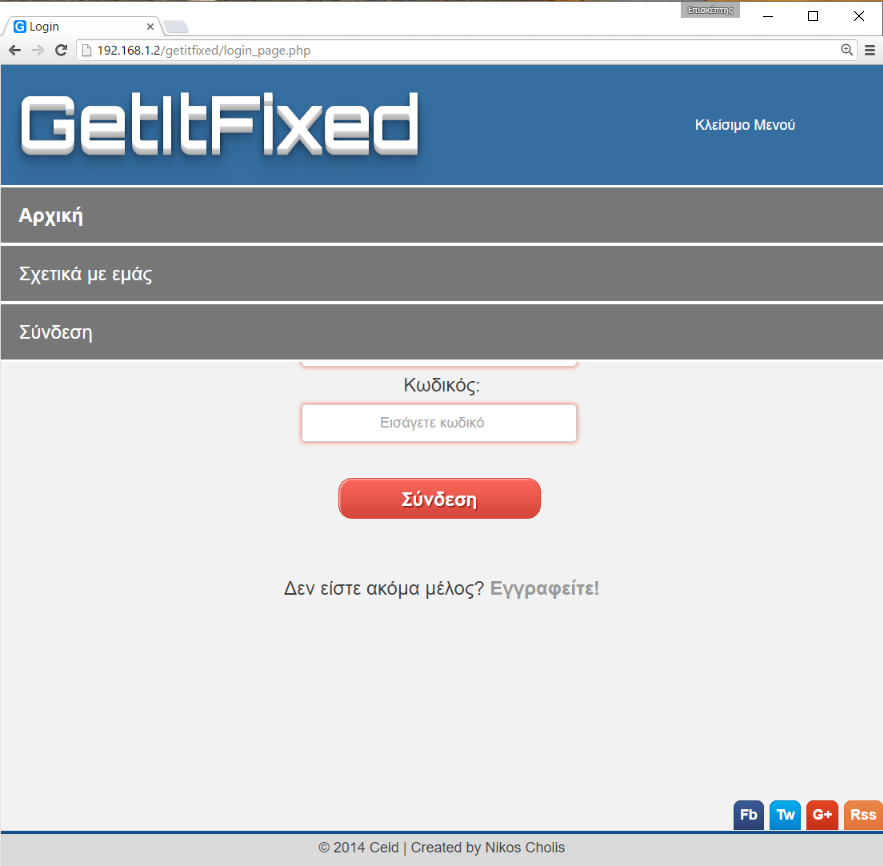 Επισκέπτης
Login
192.168.1.2/getitfixed/login_page.php
GetItFixed
Κλείσιμο Μενού
Αρχική
Σχετικά με εμάς
Σύνδεση
Κωδικός:
Εισάγετε κωδικό
Σύνδεση
Δεν είστε ακόμα μέλος? Εγγραφείτε!
Fb Tw G+ Rss
© 2014 Ceid | Created by Nikos Cholis